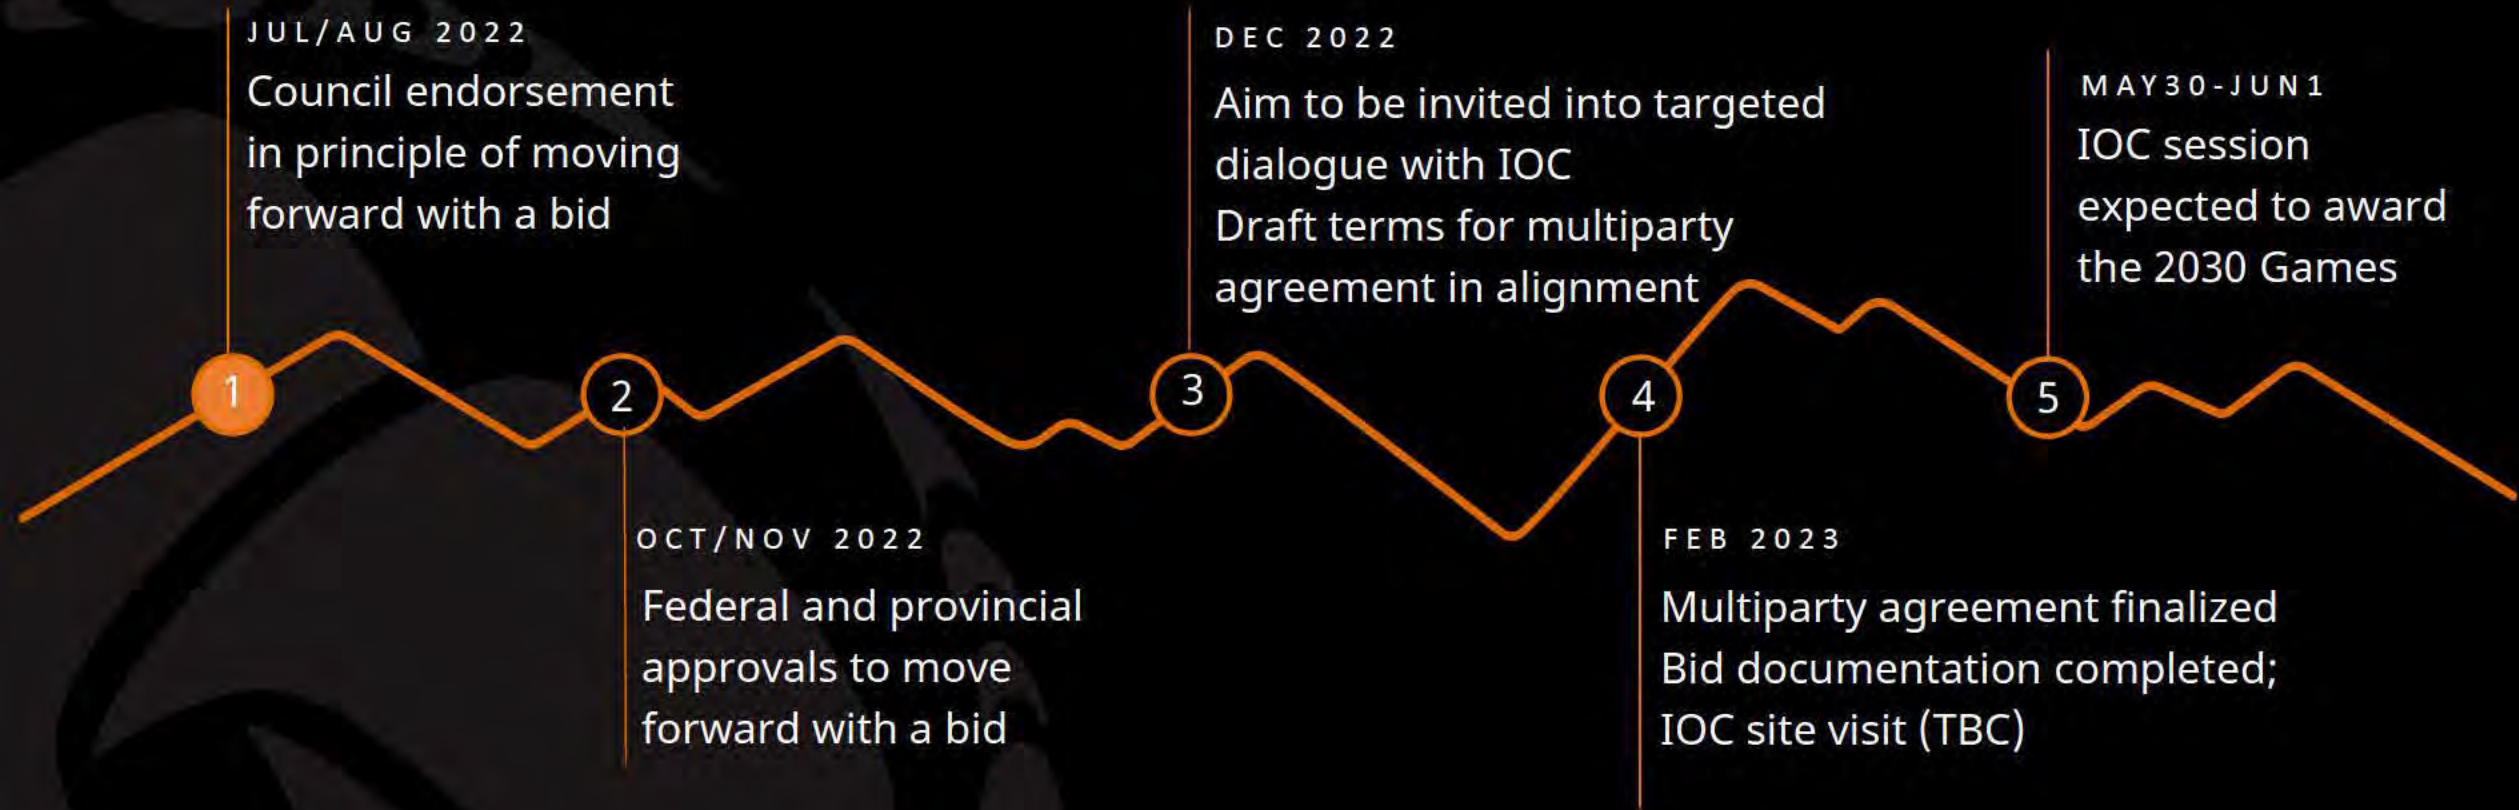 JUL/AUG 2022
Council endorsement
in principle of moving
forward with a bid
DEC 2022
Aim to be invited into targeted
dialogue with IOC
Draft terms for multiparty
agreement in alignment
MAY30-JUN1
IOC session
expected to award
the 2030 Games
1
2
3
4
5
OCT/NOV 2022
Federal and provincial
approvals to move
forward with a bid
FEB 2023
Multiparty agreement finalized
Bid documentation completed;
IOC site visit (TBC)